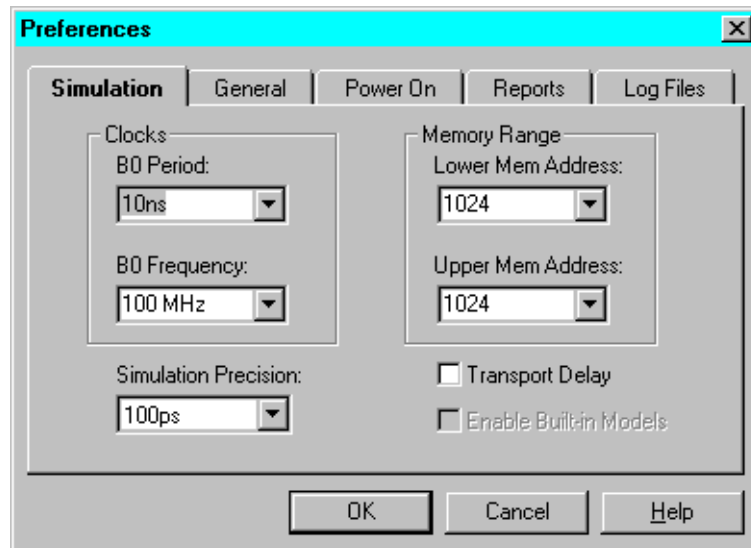 Preferences
Simulation General Power On Reports Log Files
Clocks
B0 Period:
10ns
B0 Frequency:
100 MHz
Memory Range
Lower Mem Address:
1024
Upper Mem Address:
1024
Simulation Precision:
100ps
Transport Delay
Enable Built-in Models
OK Cancel Help